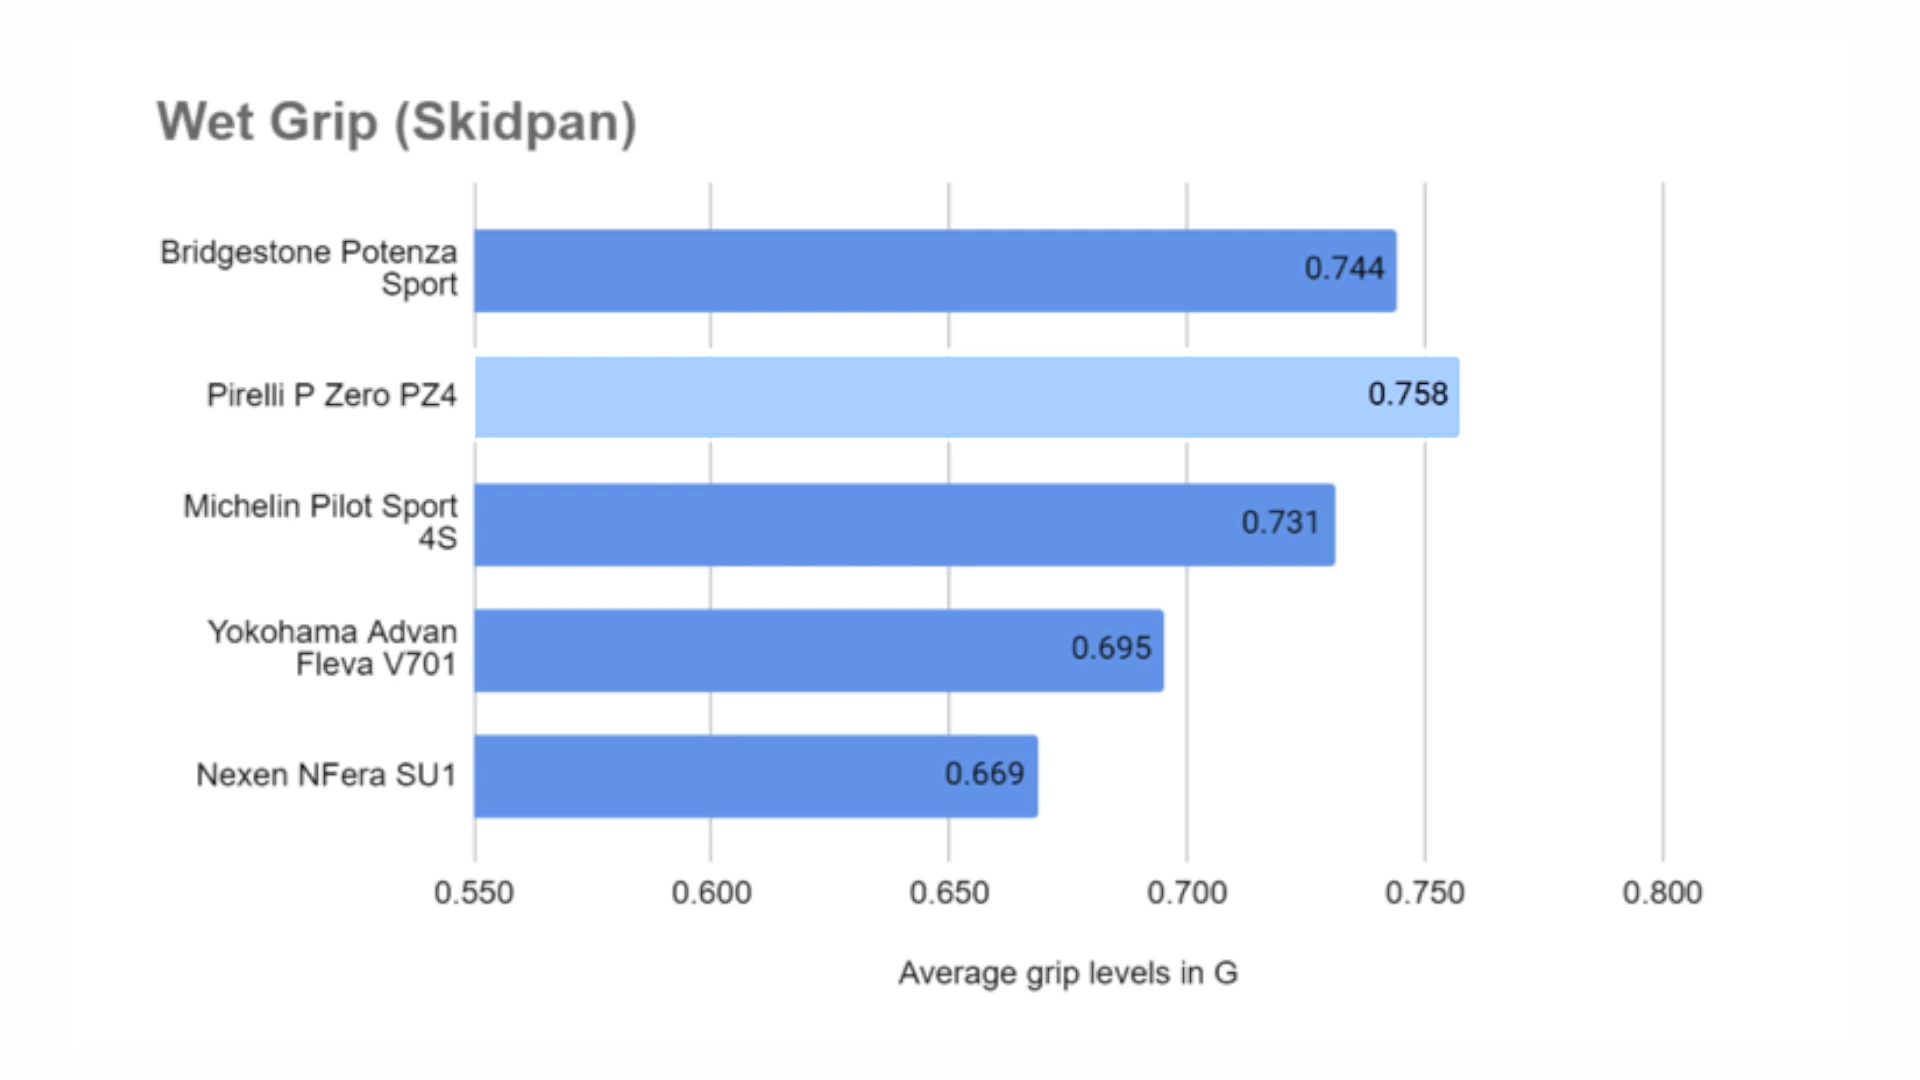 Wet Grip (Skidpan)
Bridgestone Potenza
Sport
0.744
Pirelli P Zero PZ4
0.758
Michelin Pilot Sport
4S
0.731
Yokohama Advan
Fleva V701
0.695
Nexen NFera SU1
0.669
0.550 0.600 0.650 0.700 0.750 0.800
Average grip levels in G